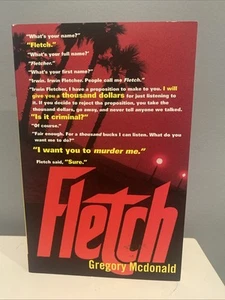 "What's your name?"
"Fletch."
"What's your full name?"
"Fletcher."
"What's your first name?"
"Irwin. Irwin Fletcher. People call me Fletch."
"Irwin Fletcher, I have a proposition to make to you. I will
give you a thousand dollars for just listening to
it. If you decide to reject the proposition, you take the
thousand dollars, go away, and never tell anyone we talked.
"Is it criminal?"
"Of course."
"Fair enough. For a thousand bucks I can listen. What do you
want me to do?"
"I want you to murder me."
Fletch said, "Sure."
Fletch
Gregory Mcdonald